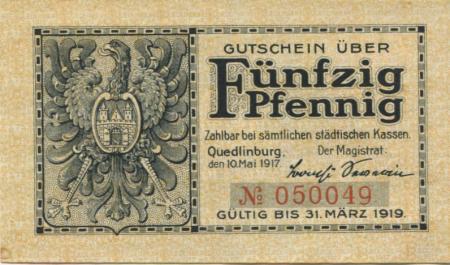 GUTSCHEIN ÜBER
Fünfzig
Pfennig
Zahlbar bei sämtlichen städtischen Kassen.
Quedlinburg, Der Magistrat:
den 10. Mai 1917.
№ 050049
GÜLTIG BIS 31. MÄRZ 1919.